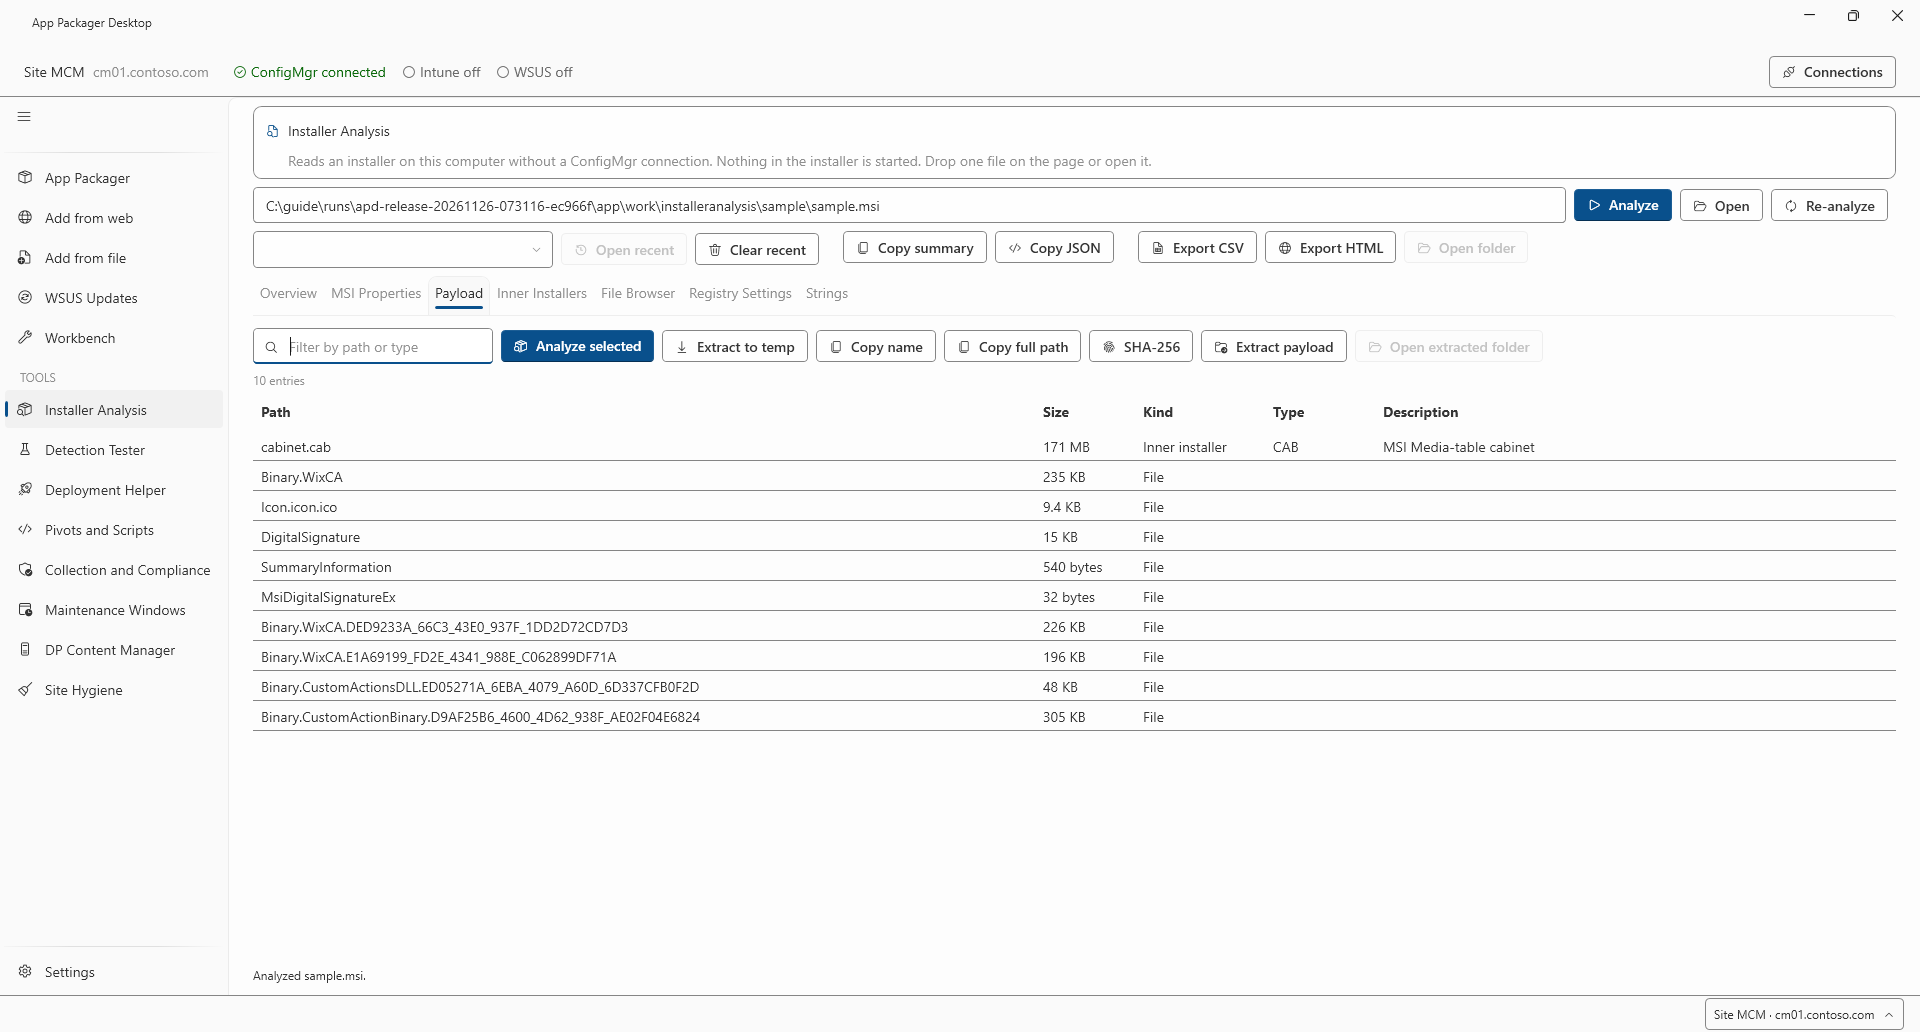 App Packager Desktop
Site MCM cm01.contoso.com ConfigMgr connected Intune off WSUS off Connections
Installer Analysis
Reads an installer on this computer without a ConfigMgr connection. Nothing in the installer is started. Drop one file on the page or open it.
C:\guide\runs\apd-release-20261126-073116-ec966f\app\work\installeranalysis\sample\sample.msi Analyze Open Re-analyze
Open recent Clear recent Copy summary Copy JSON Export CSV Export HTML Open folder
Overview MSI Properties Payload Inner Installers File Browser Registry Settings Strings
Filter by path or type Analyze selected Extract to temp Copy name Copy full path SHA-256 Extract payload Open extracted folder
10 entries
Path Size Kind Type Description
cabinet.cab 171 MB Inner installer CAB MSI Media-table cabinet
Binary.WixCA 235 KB File
Icon.icon.ico 9.4 KB File
DigitalSignature 15 KB File
SummaryInformation 540 bytes File
MsiDigitalSignatureEx 32 bytes File
Binary.WixCA.DED9233A_66C3_43E0_937F_1DD2D72CD7D3 226 KB File
Binary.WixCA.E1A69199_FD2E_4341_988E_C062899DF71A 196 KB File
Binary.CustomActionsDLL.ED05271A_6EBA_4079_A60D_6D337CFB0F2D 48 KB File
Binary.CustomActionBinary.D9AF25B6_4600_4D62_938F_AE02F04E6824 305 KB File
Analyzed sample.msi.
App Packager
Add from web
Add from file
WSUS Updates
Workbench
TOOLS
Installer Analysis
Detection Tester
Deployment Helper
Pivots and Scripts
Collection and Compliance
Maintenance Windows
DP Content Manager
Site Hygiene
Settings
Site MCM · cm01.contoso.com